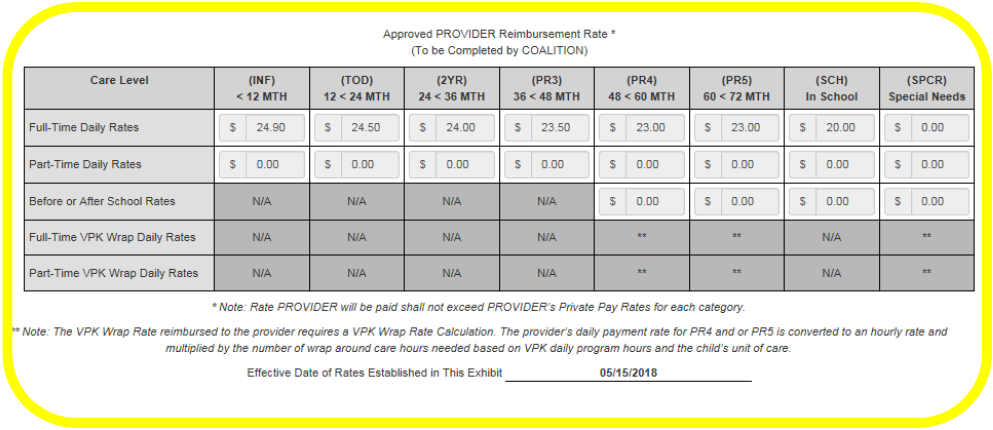 Approved PROVIDER Reimbursement Rate *
(To be Completed by COALITION)
Care Level (INF) < 12 MTH (TOD) 12 < 24 MTH (2YR) 24 < 36 MTH (PR3) 36 < 48 MTH (PR4) 48 < 60 MTH (PR5) 60 < 72 MTH (SCH) In School (SPCR) Special Needs
Full-Time Daily Rates $ 24.90 $ 24.50 $ 24.00 $ 23.50 $ 23.00 $ 23.00 $ 20.00 $ 0.00
Part-Time Daily Rates $ 0.00 $ 0.00 $ 0.00 $ 0.00 $ 0.00 $ 0.00 $ 0.00 $ 0.00
Before or After School Rates N/A N/A N/A N/A $ 0.00 $ 0.00 $ 0.00 $ 0.00
Full-Time VPK Wrap Daily Rates N/A N/A N/A N/A ** ** N/A **
Part-Time VPK Wrap Daily Rates N/A N/A N/A N/A ** ** N/A **
* Note: Rate PROVIDER will be paid shall not exceed PROVIDER's Private Pay Rates for each category.
** Note: The VPK Wrap Rate reimbursed to the provider requires a VPK Wrap Rate Calculation. The provider's daily payment rate for PR4 and or PR5 is converted to an hourly rate and
multiplied by the number of wrap around care hours needed based on VPK daily program hours and the child's unit of care.
Effective Date of Rates Established in This Exhibit 05/15/2018